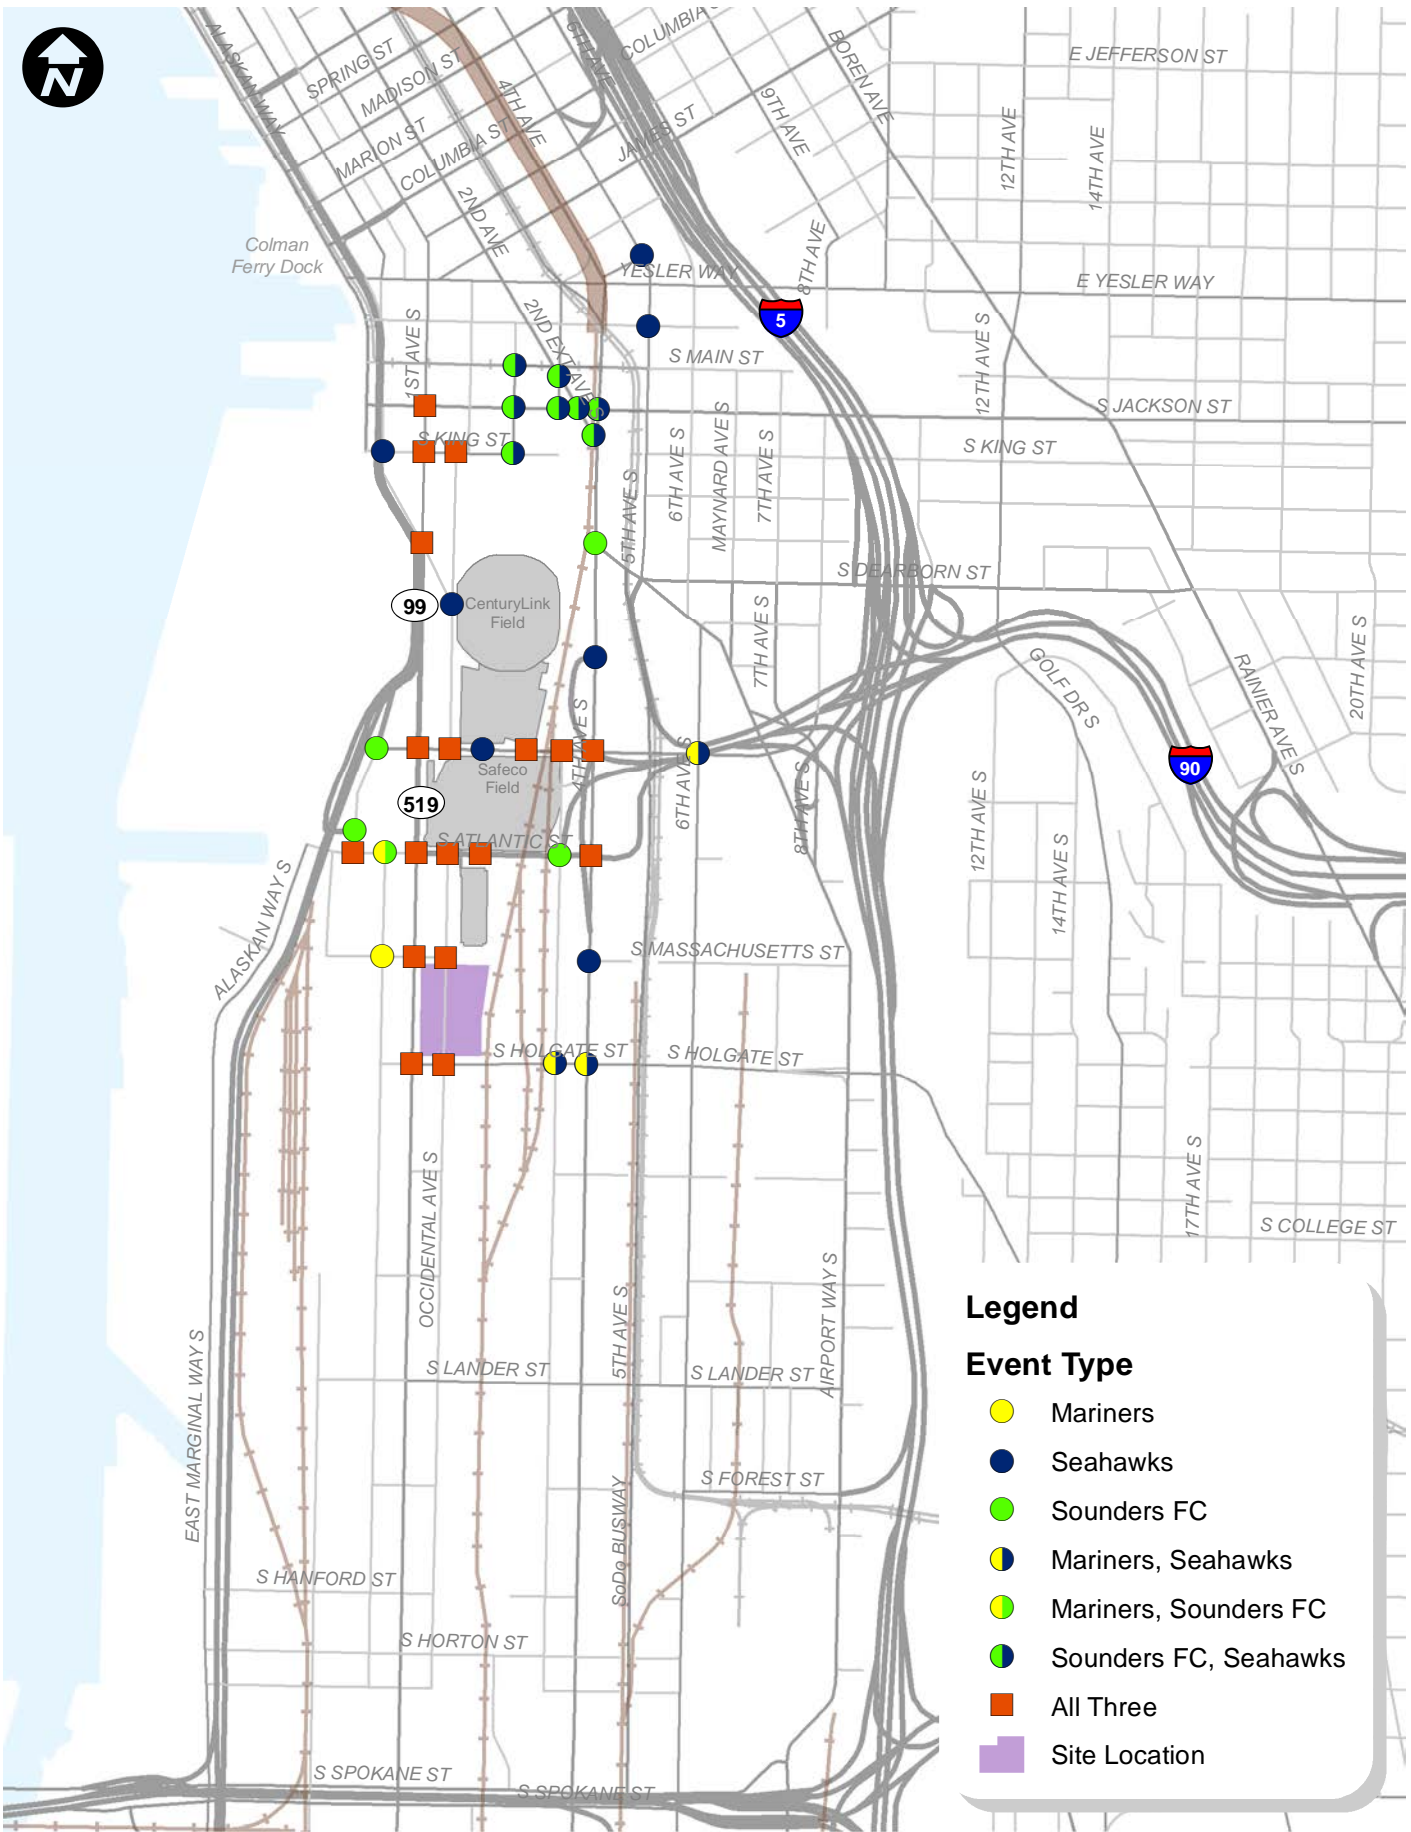 N
ALASKAN WAY
SPRING ST
MADISON ST
MARION ST
COLUMBIA ST
4TH AVE
2ND AVE
6TH AVE
COLUMBIA S
JAMES ST
9TH AVE
BOREN AVE
E JEFFERSON ST
12TH AVE
14TH AVE
8TH AVE
Colman
Ferry Dock
YESLER WAY
E YESLER WAY
5
1ST AVE S
2ND EXT AVE S
S MAIN ST
12TH AVE S
S JACKSON ST
S KING ST
S KING ST
5TH AVE S
6TH AVE S
MAYNARD AVE S
7TH AVE S
S DEARBORN ST
99
CenturyLink
Field
7TH AVE S
GOLF DR S
RAINIER AVE S
20TH AVE S
4TH AVE S
6TH AVE S
8TH AVE S
90
Safeco
Field
519
S ATLANTIC ST
12TH AVE S
14TH AVE S
ALASKAN WAY S
S MASSACHUSETTS ST
S HOLGATE ST
S HOLGATE ST
OCCIDENTAL AVE S
17TH AVE S
S COLLEGE ST
EAST MARGINAL WAY S
5TH AVE S
AIRPORT WAY S
S LANDER ST
S LANDER ST
S FOREST ST
SoDo BUSWAY
S HANFORD ST
S HORTON ST
S SPOKANE ST
S SPOKANE ST
Legend
Event Type
Mariners
Seahawks
Sounders FC
Mariners, Seahawks
Mariners, Sounders FC
Sounders FC, Seahawks
All Three
Site Location